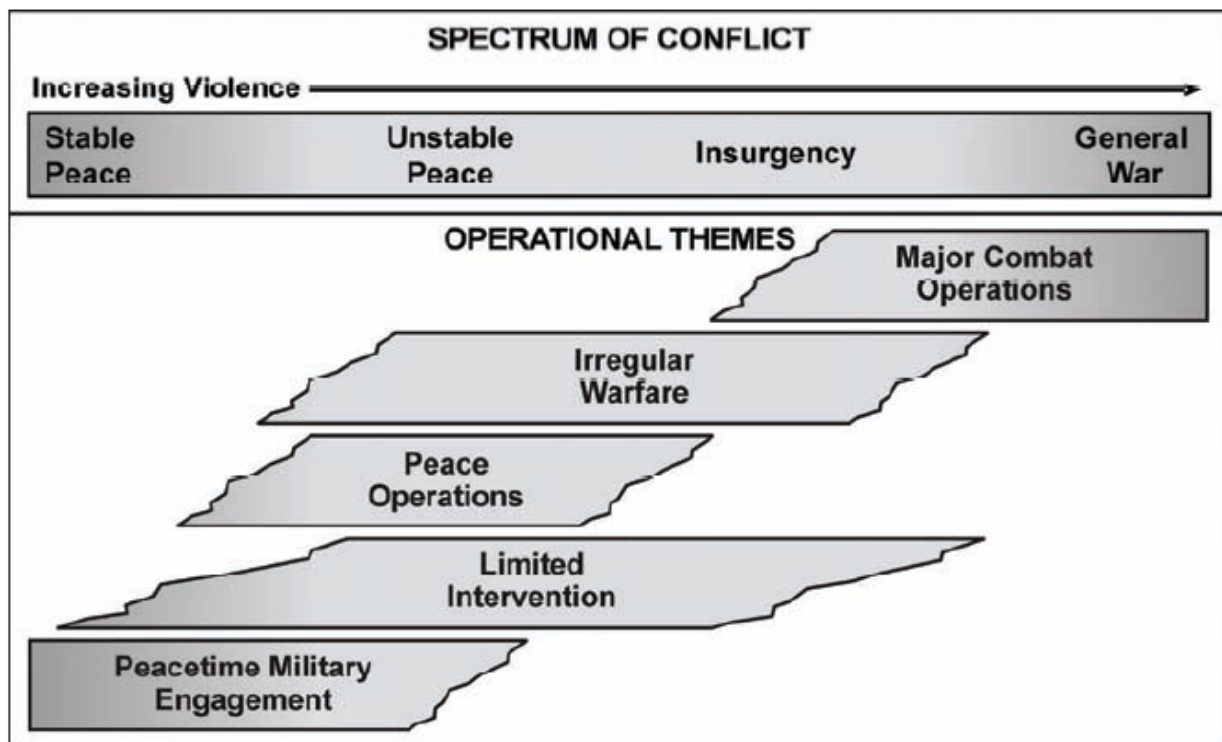 SPECTRUM OF CONFLICT
Increasing Violence
Stable
Peace
Unstable
Peace
Insurgency
General
War
OPERATIONAL THEMES
Major Combat
Operations
Irregular
Warfare
Peace
Operations
Limited
Intervention
Peacetime Military
Engagement